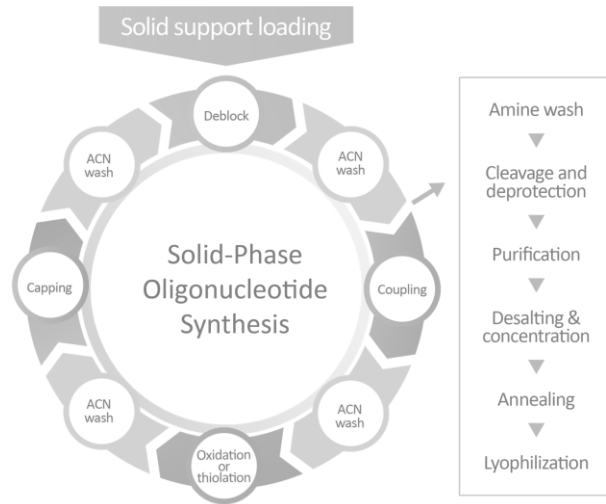 Solid support loading
Deblock
ACN
wash
Coupling
ACN
wash
Oxidation or
thiolation
ACN
wash
Capping
ACN
wash
Solid-Phase
Oligonucleotide
Synthesis
Amine wash
Cleavage and
deprotection
Purification
Desalting &
concentration
Annealing
Lyophilization